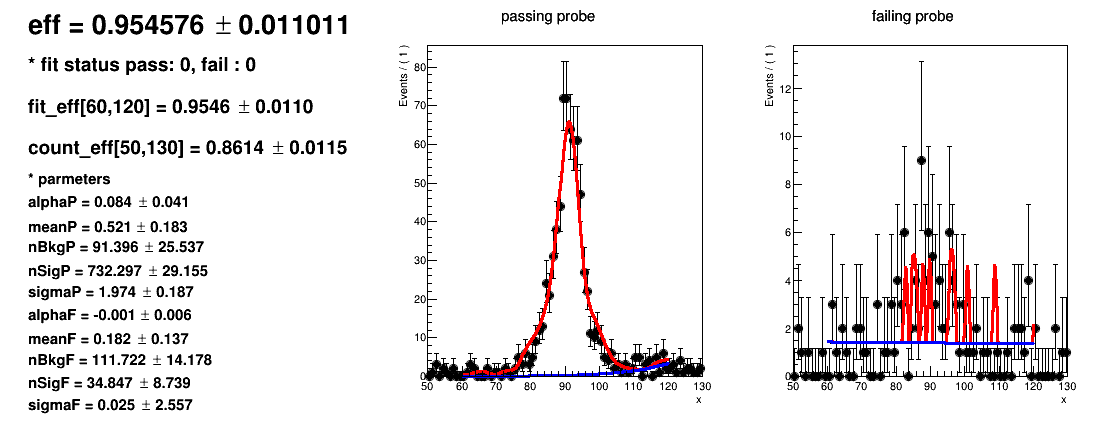 eff = 0.954576 ± 0.011011
* fit status pass: 0, fail : 0
fit_eff[60,120] = 0.9546 ± 0.0110
count_eff[50,130] = 0.8614 ± 0.0115
* parmeters
alphaP = 0.084 ± 0.041
meanP = 0.521 ± 0.183
nBkgP = 91.396 ± 25.537
nSigP = 732.297 ± 29.155
sigmaP = 1.974 ± 0.187
alphaF = -0.001 ± 0.006
meanF = 0.182 ± 0.137
nBkgF = 111.722 ± 14.178
nSigF = 34.847 ± 8.739
sigmaF = 0.025 ± 2.557
passing probe
Events / ( 1 )
80
70
60
50
40
30
20
10
0
50 60 70 80 90 100 110 120 130
x
failing probe
Events / ( 1 )
12
10
8
6
4
2
0
50 60 70 80 90 100 110 120 130
x